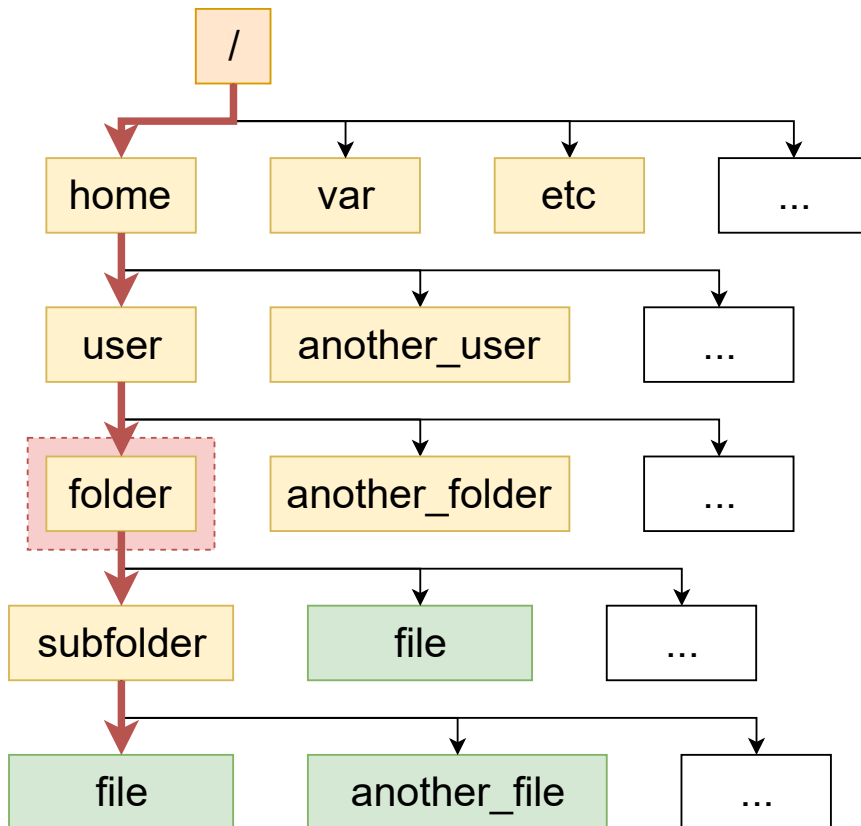 /
home
var
etc
...
user
another_user
...
folder
another_folder
...
subfolder
file
...
file
another_file
...